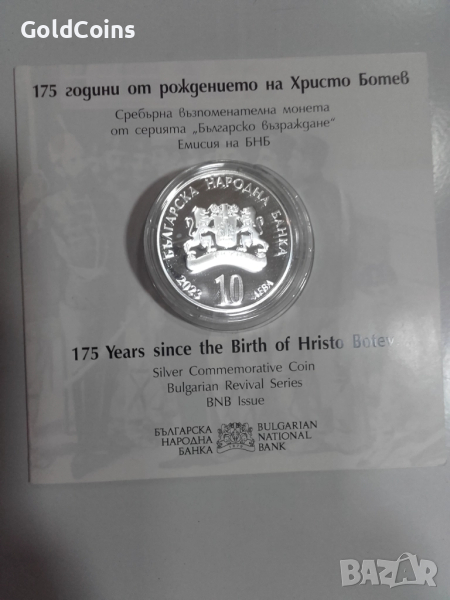 GoldCoins
175 години от рождението на Христо Ботев
Сребърна възпоменателна монета
от серията „Българско възраждане“
Емисия на БНБ
БЪЛГАРСКА НАРОДНА БАНКА
2023
10
ЛЕВА
175 Years since the Birth of Hristo Botev
Silver Commemorative Coin
Bulgarian Revival Series
BNB Issue
БЪЛГАРСКА
НАРОДНА
БАНКА
BULGARIAN
NATIONAL
BANK
BAZAR